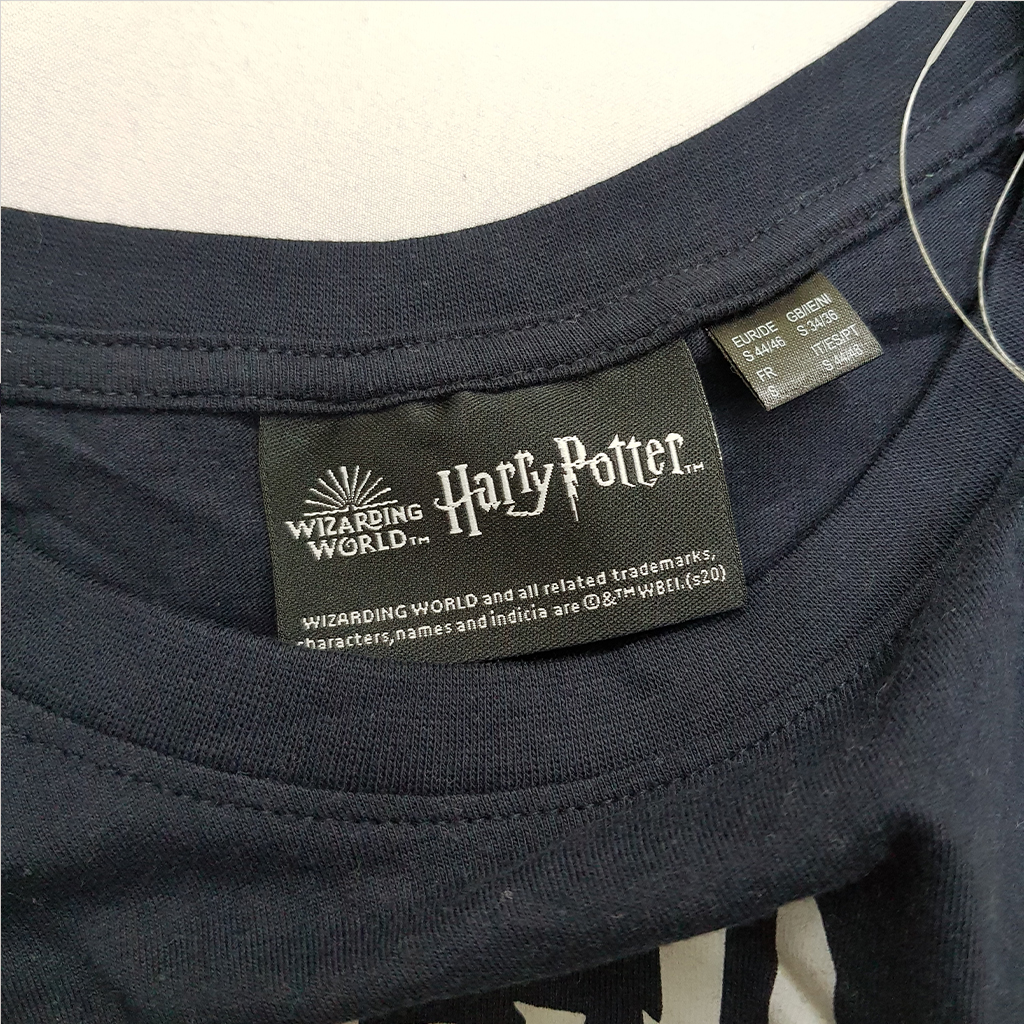 WIZARDING
WORLD™
Harry Potter™
WIZARDING WORLD and all related trademarks,
characters, names and indicia are ©&™ WBEI.(s20)
EUR/DE GB/IE/NI
S 44/46 S 34/36
FR IT/ES/PT
S S 44/48